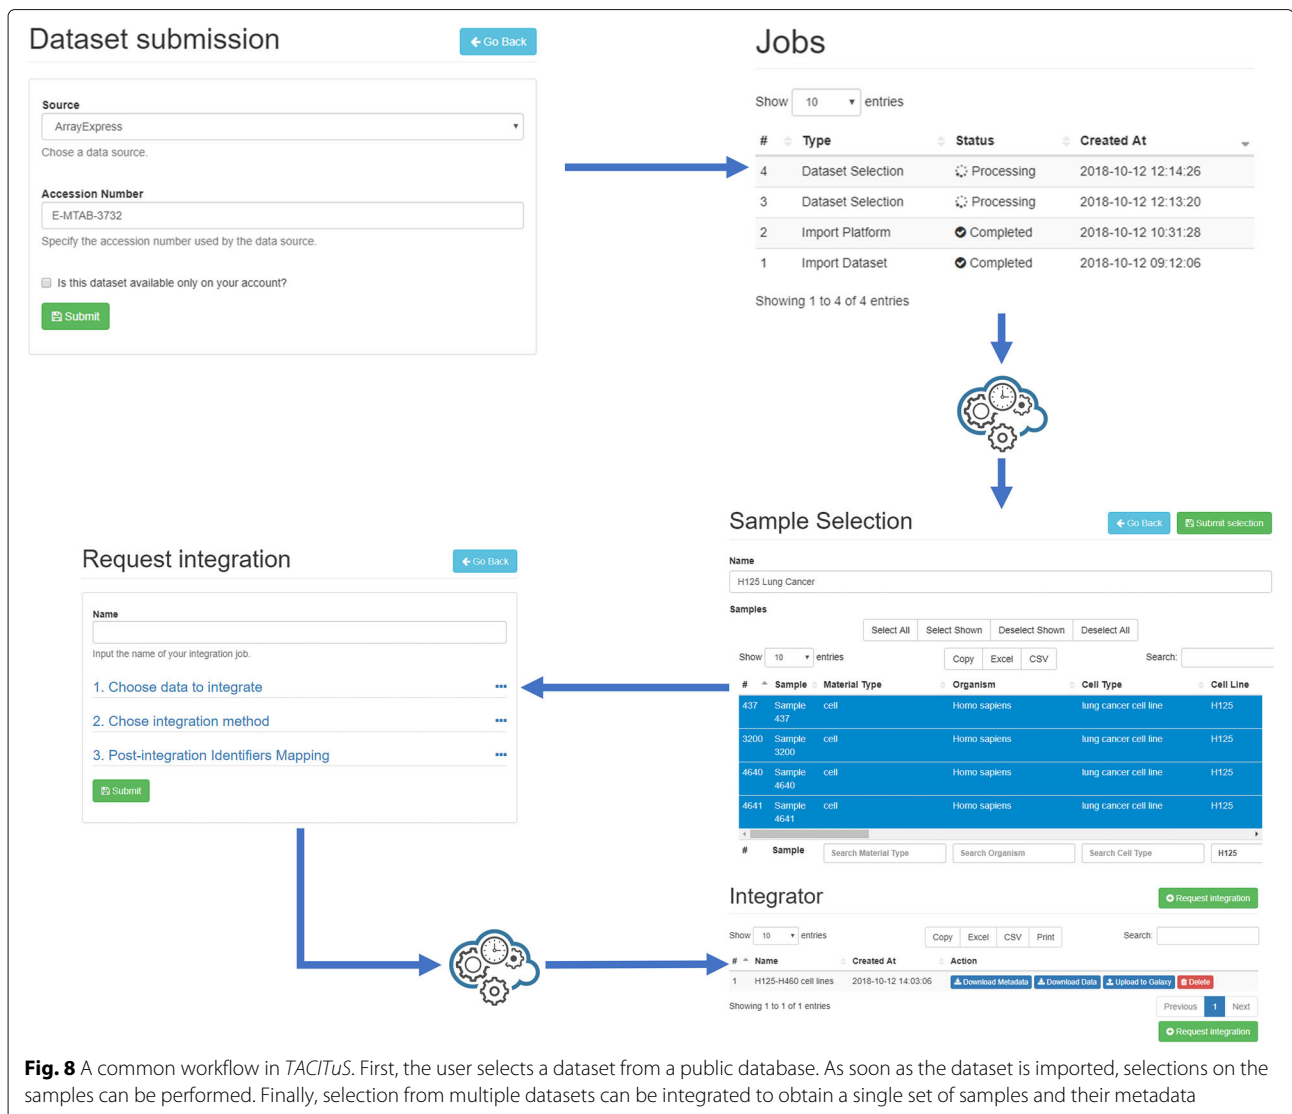 Dataset submission
Go Back
Source
ArrayExpress
Chose a data source.
Accession Number
E-MTAB-3732
Specify the accession number used by the data source.
Is this dataset available only on your account?
Submit
Jobs
Show 10 entries
# Type Status Created At
4 Dataset Selection Processing 2018-10-12 12:14:26
3 Dataset Selection Processing 2018-10-12 12:13:20
2 Import Platform Completed 2018-10-12 10:31:28
1 Import Dataset Completed 2018-10-12 09:12:06
Showing 1 to 4 of 4 entries
Sample Selection
Go Back Submit selection
Name
H125 Lung Cancer
Samples
Select All Select Shown Deselect Shown Deselect All
Show 10 entries Copy Excel CSV Search:
# Sample Material Type Organism Cell Type Cell Line
437 Sample 437 cell Homo sapiens lung cancer cell line H125
3200 Sample 3200 cell Homo sapiens lung cancer cell line H125
4640 Sample 4640 cell Homo sapiens lung cancer cell line H125
4641 Sample 4641 cell Homo sapiens lung cancer cell line H125
# Sample Search Material Type Search Organism Search Cell Type H125
Request integration
Go Back
Name
Input the name of your integration job.
1. Choose data to integrate
2. Chose integration method
3. Post-integration Identifiers Mapping
Submit
Integrator
Request integration
Show 10 entries Copy Excel CSV Print Search:
# Name Created At Action
1 H125-H460 cell lines 2018-10-12 14:03:06 Download Metadata Download Data Upload to Galaxy Delete
Showing 1 to 1 of 1 entries
Previous 1 Next
Request integration
Fig. 8 A common workflow in TACITuS. First, the user selects a dataset from a public database. As soon as the dataset is imported, selections on the
samples can be performed. Finally, selection from multiple datasets can be integrated to obtain a single set of samples and their metadata